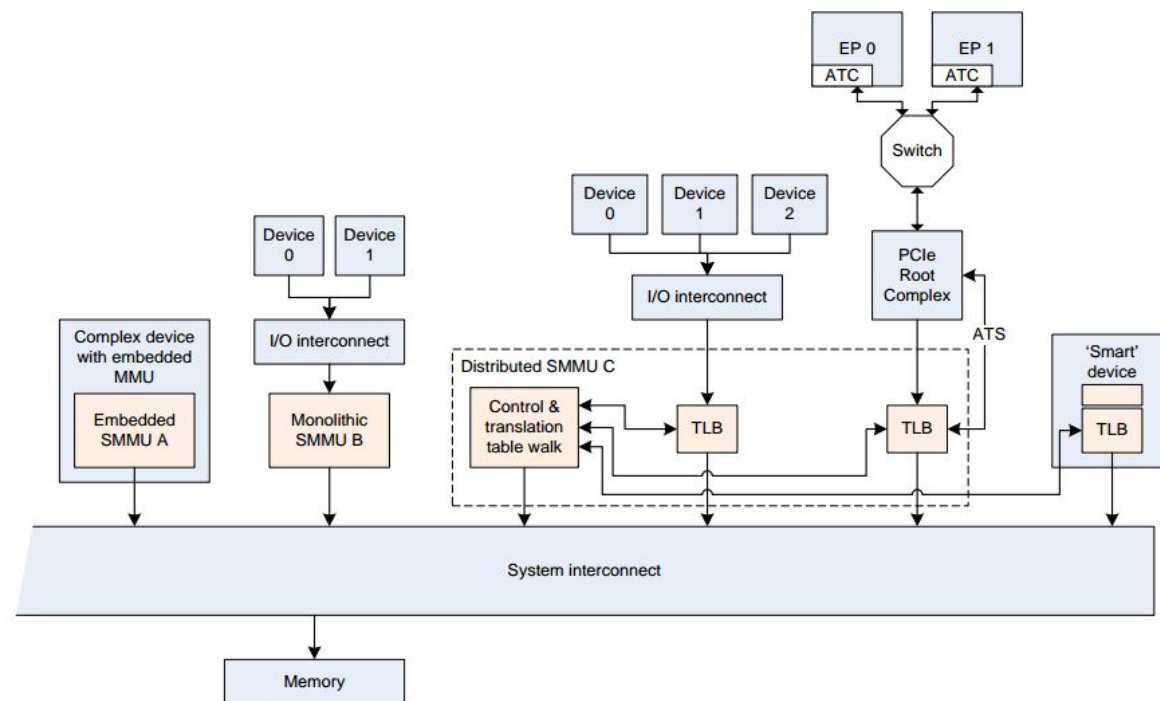 EP 0
ATC
EP 1
ATC
Switch
Device
0
Device
1
Device
2
Device
0
Device
1
PCIe
Root
Complex
I/O interconnect
I/O interconnect
ATS
Complex device
with embedded
MMU
Embedded
SMMU A
Monolithic
SMMU B
Distributed SMMU C
Control &
translation
table walk
TLB
TLB
‘Smart’
device
TLB
System interconnect
Memory